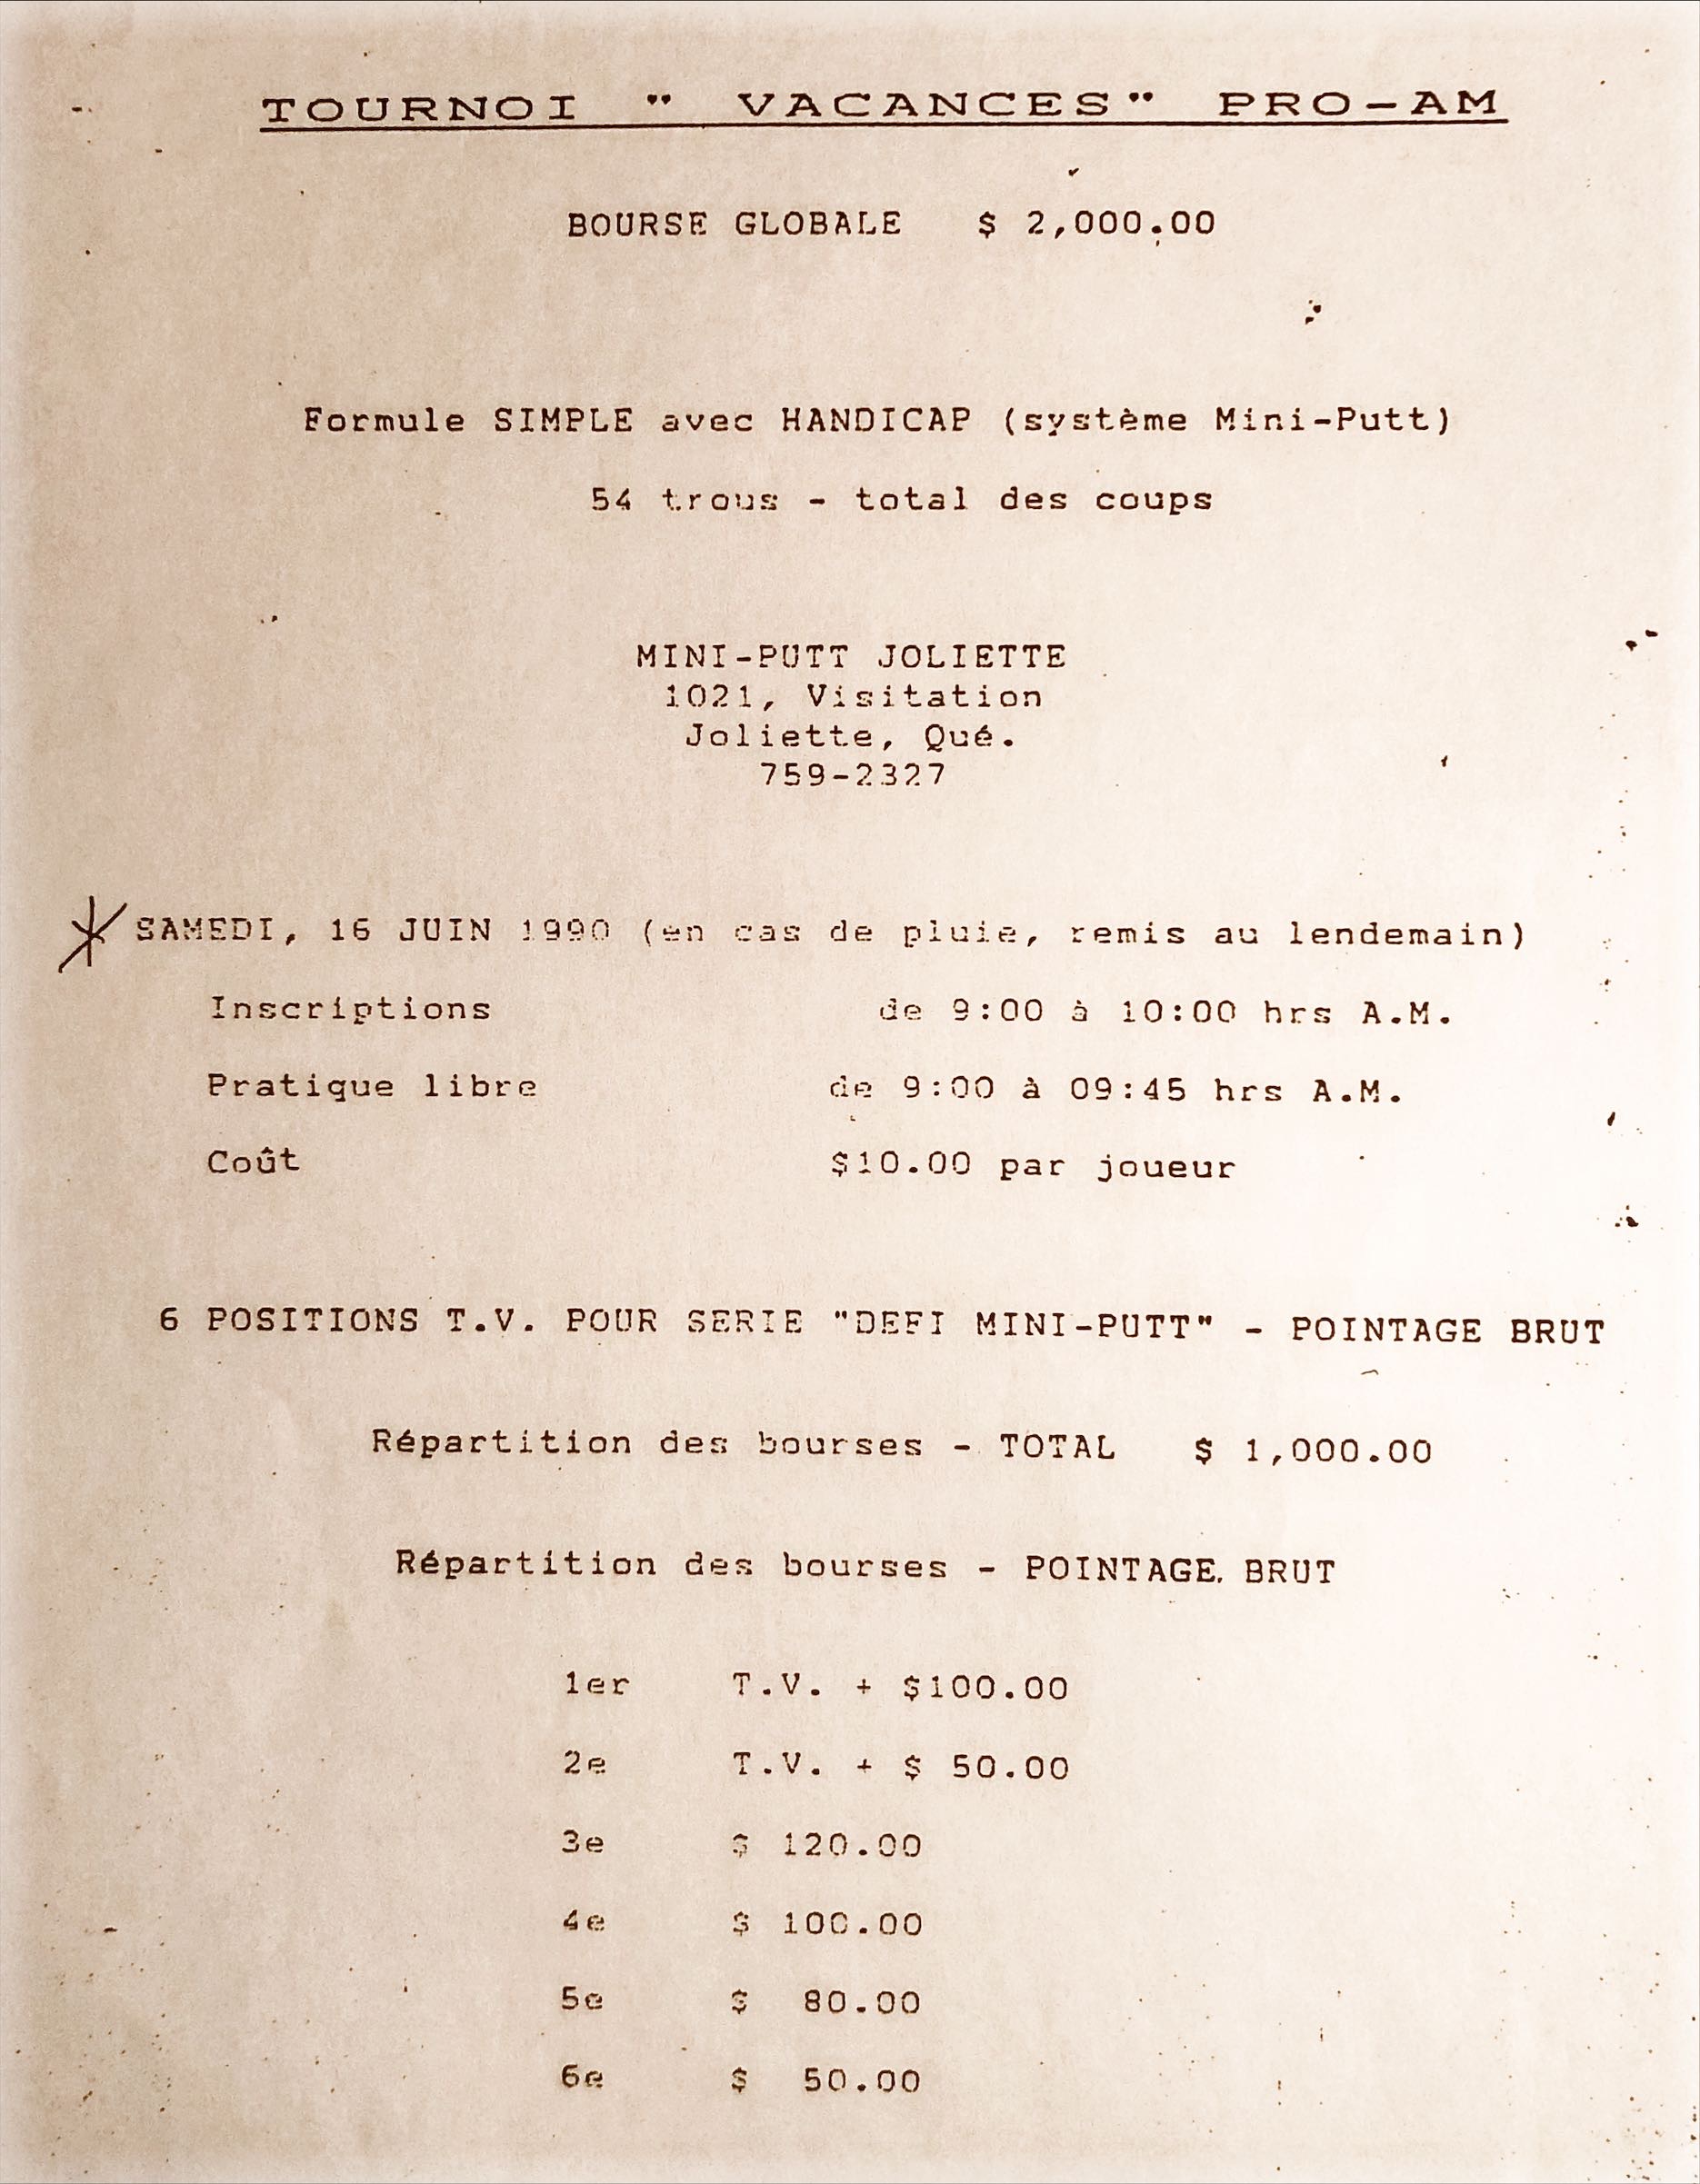 TOURNOI " VACANCES" PRO-AM
BOURSE GLOBALE $ 2,000.00
Formule SIMPLE avec HANDICAP (système Mini-Putt)
54 trous - total des coups
MINI-PUTT JOLIETTE
1021, Visitation
Joliette, Qué.
759-2327
* SAMEDI, 16 JUIN 1990 (en cas de pluie, remis au lendemain)
Inscriptions de 9:00 à 10:00 hrs A.M.
Pratique libre de 9:00 à 09:45 hrs A.M.
Coût $10.00 par joueur
6 POSITIONS T.V. POUR SERIE "DEFI MINI-PUTT" - POINTAGE BRUT
Répartition des bourses - TOTAL $ 1,000.00
Répartition des bourses - POINTAGE BRUT
1er T.V. + $100.00
2e T.V. + $ 50.00
3e $ 120.00
4e $ 100.00
5e $ 80.00
6e $ 50.00